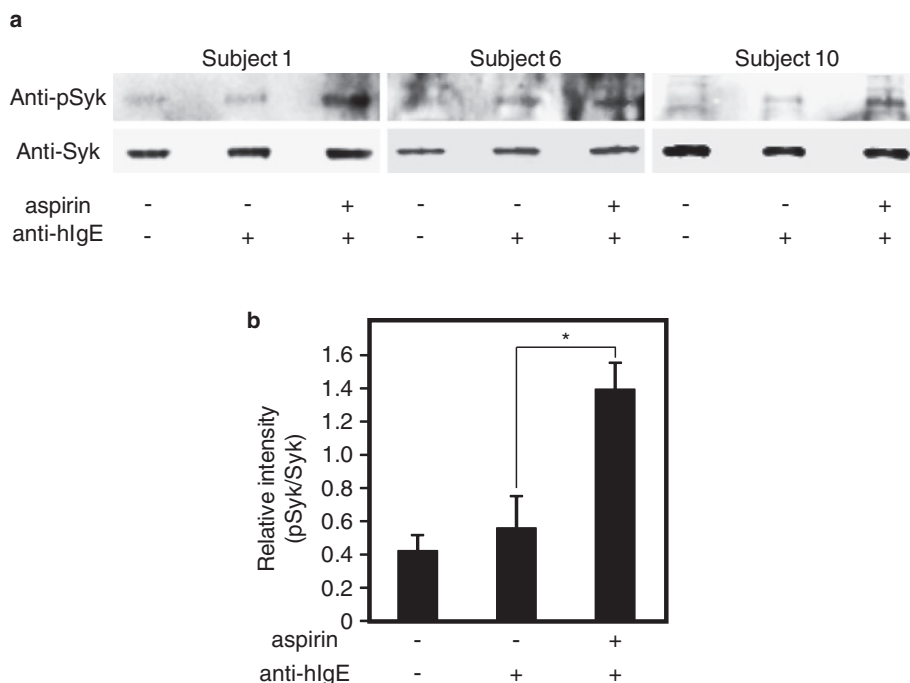 a
Subject 1 Subject 6 Subject 10
Anti-pSyk
Anti-Syk
aspirin - - + - - + - - +
anti-hIgE - + + - + + - + +
b
*
1.6
1.4
1.2
1.0
0.8
0.6
0.4
0.2
0
Relative intensity
(pSyk/Syk)
aspirin - - +
anti-hIgE - + +